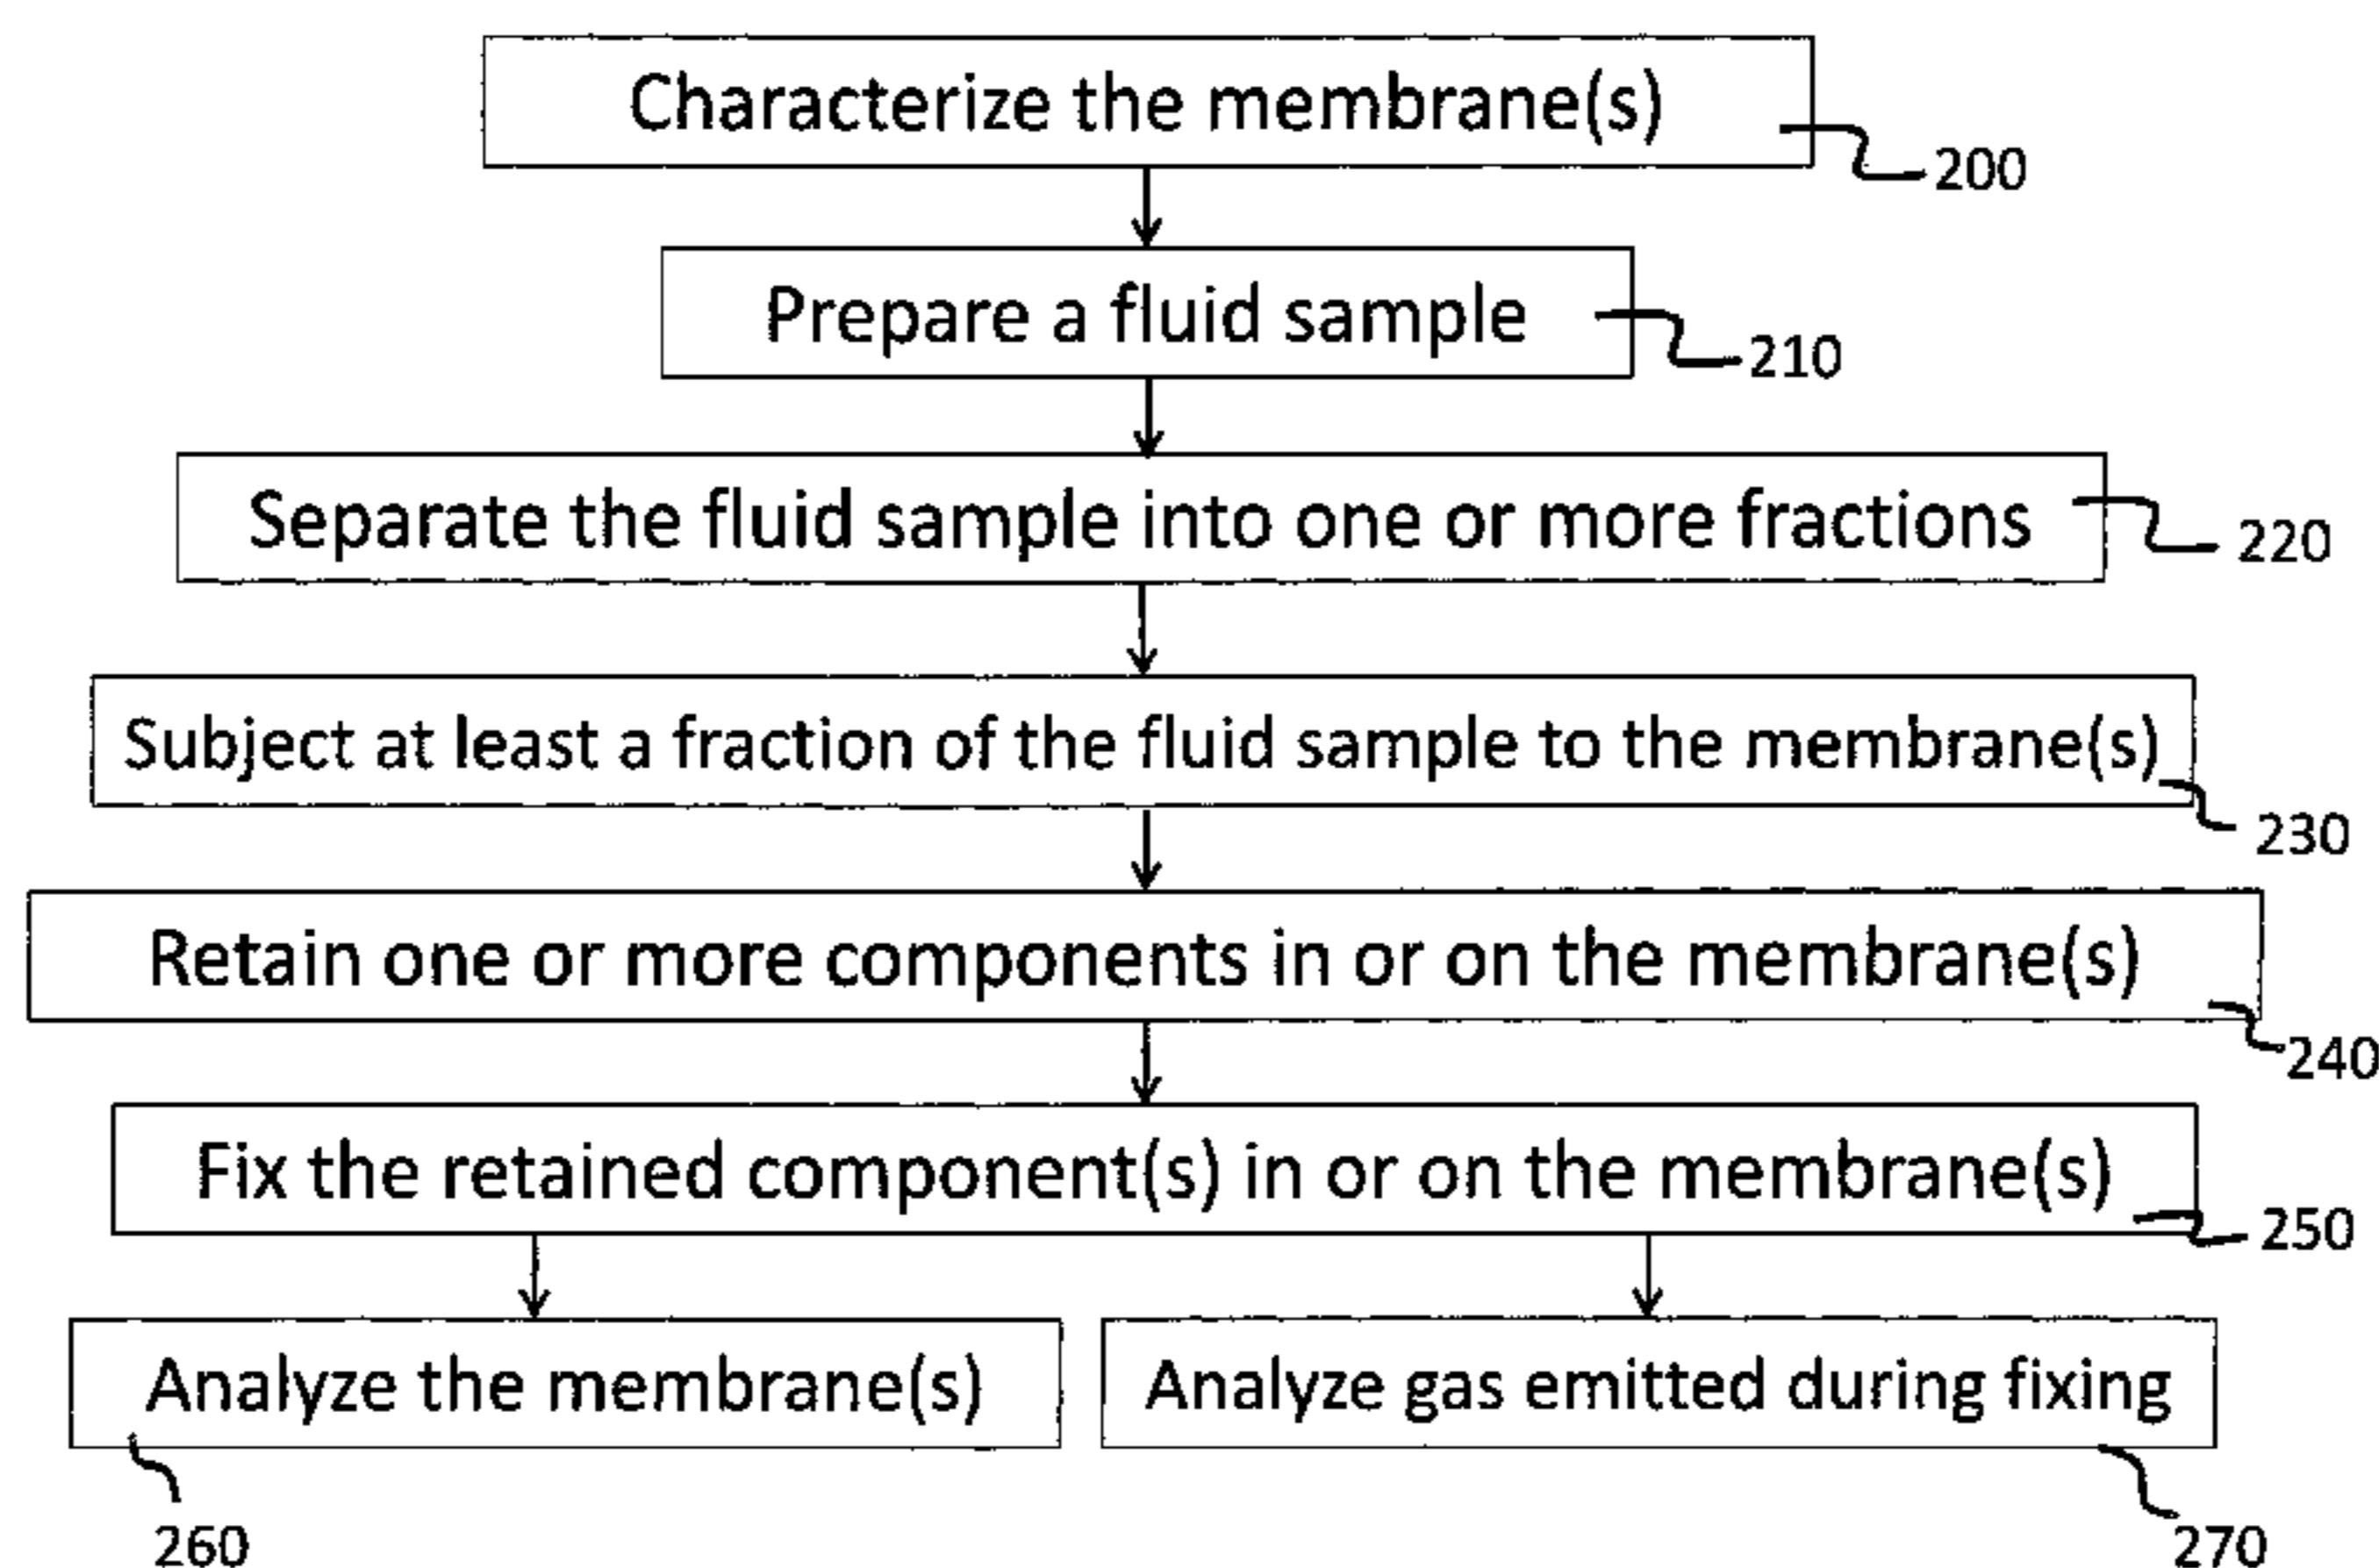 Characterize the membrane(s)
200
Prepare a fluid sample
210
Separate the fluid sample into one or more fractions
220
Subject at least a fraction of the fluid sample to the membrane(s)
230
Retain one or more components in or on the membrane(s)
240
Fix the retained component(s) in or on the membrane(s)
250
Analyze the membrane(s)
Analyze gas emitted during fixing
260
270